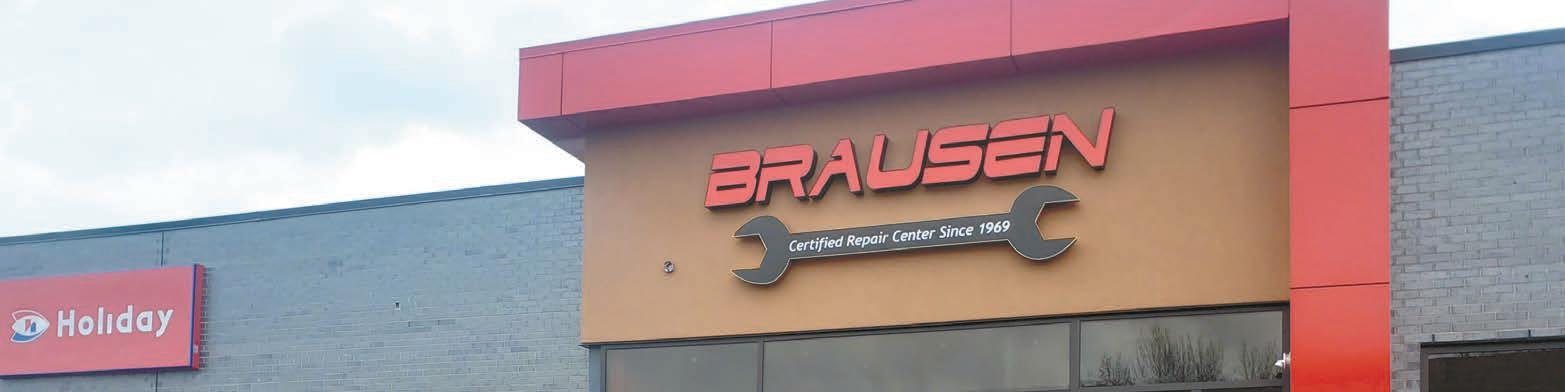 BRAUSEN
Certified Repair Center Since 1969
Holiday